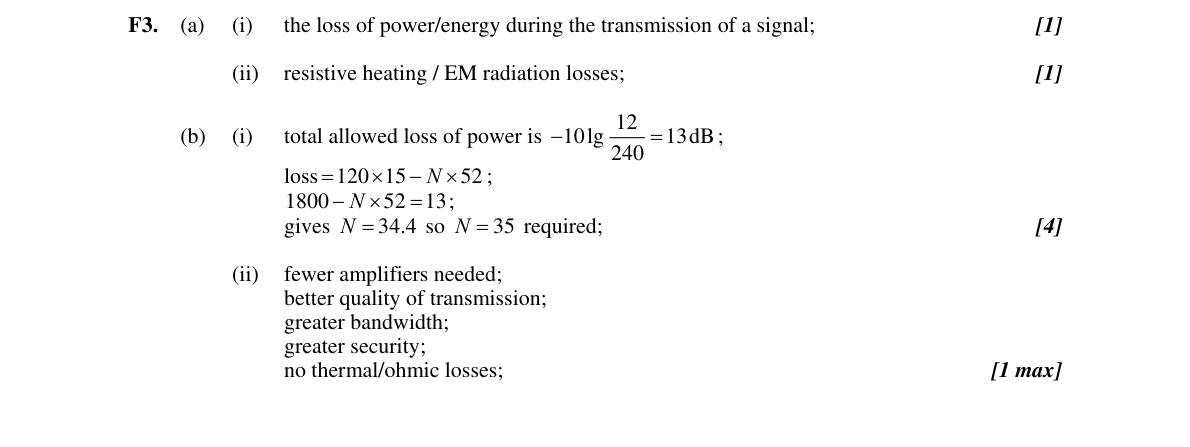 F3. (a) (i) the loss of power/energy during the transmission of a signal; [1]
(ii) resistive heating / EM radiation losses; [1]
(b) (i) total allowed loss of power is −10 lg 12/240 = 13 dB ;
loss = 120 × 15 − N × 52 ;
1800 − N × 52 = 13 ;
gives N = 34.4 so N = 35 required; [4]
(ii) fewer amplifiers needed;
better quality of transmission;
greater bandwidth;
greater security;
no thermal/ohmic losses; [1 max]